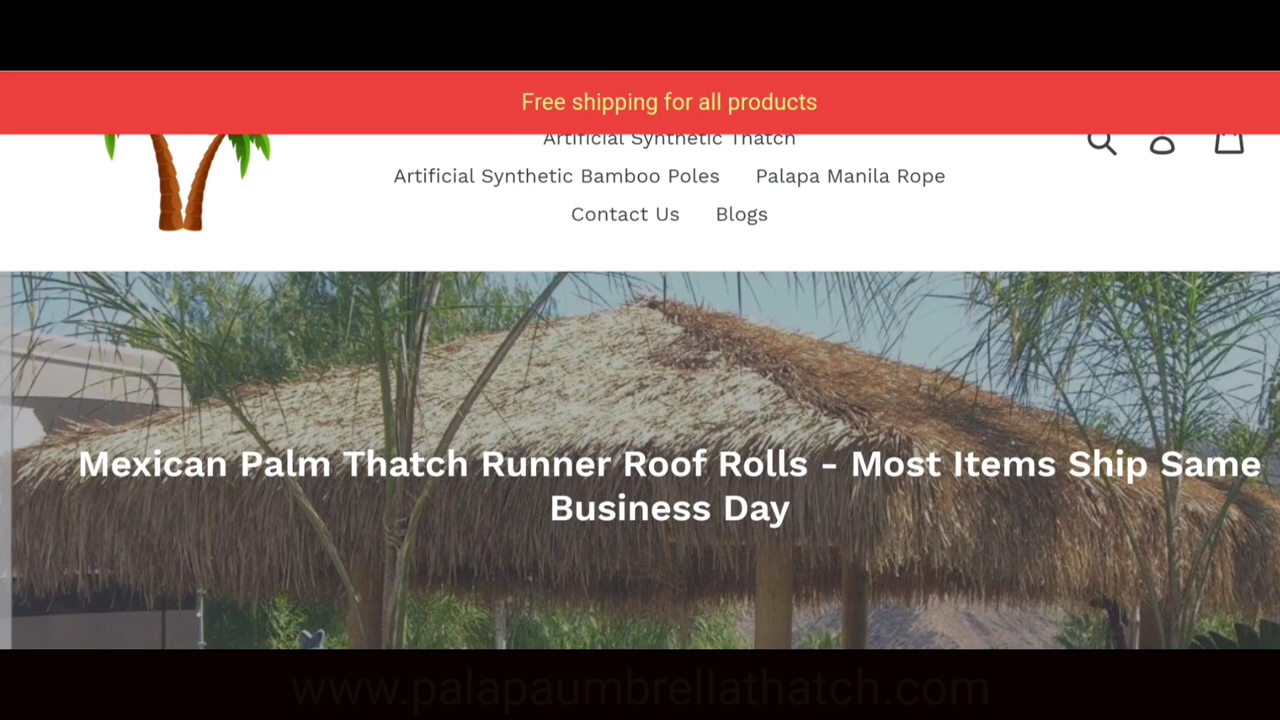 Free shipping for all products
Artificial Synthetic Thatch
Artificial Synthetic Bamboo Poles Palapa Manila Rope
Contact Us Blogs
Mexican Palm Thatch Runner Roof Rolls - Most Items Ship Same
Business Day
www.palapaumbrellathatch.com